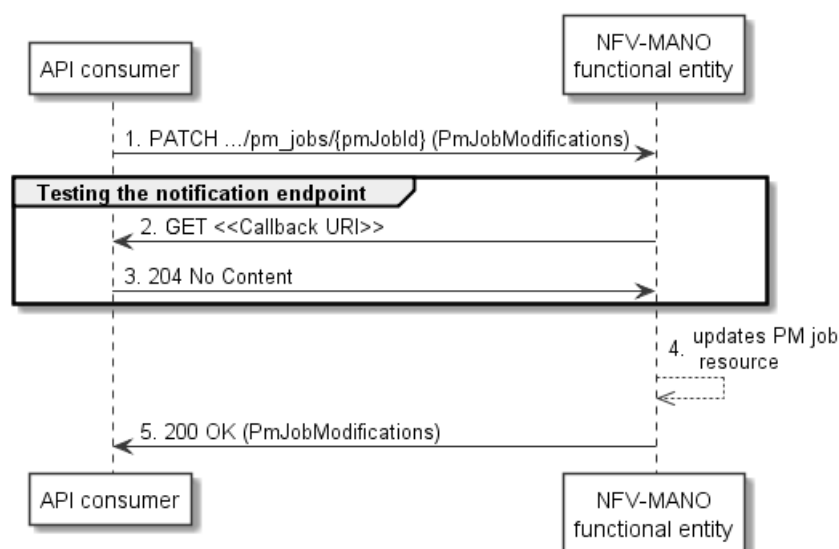 API consumer
NFV-MANO
functional entity
1. PATCH .../pm_jobs/{pmJobId} (PmJobModifications)
Testing the notification endpoint
2. GET <<Callback URI>>
3. 204 No Content
4. updates PM job
resource
5. 200 OK (PmJobModifications)
API consumer
NFV-MANO
functional entity